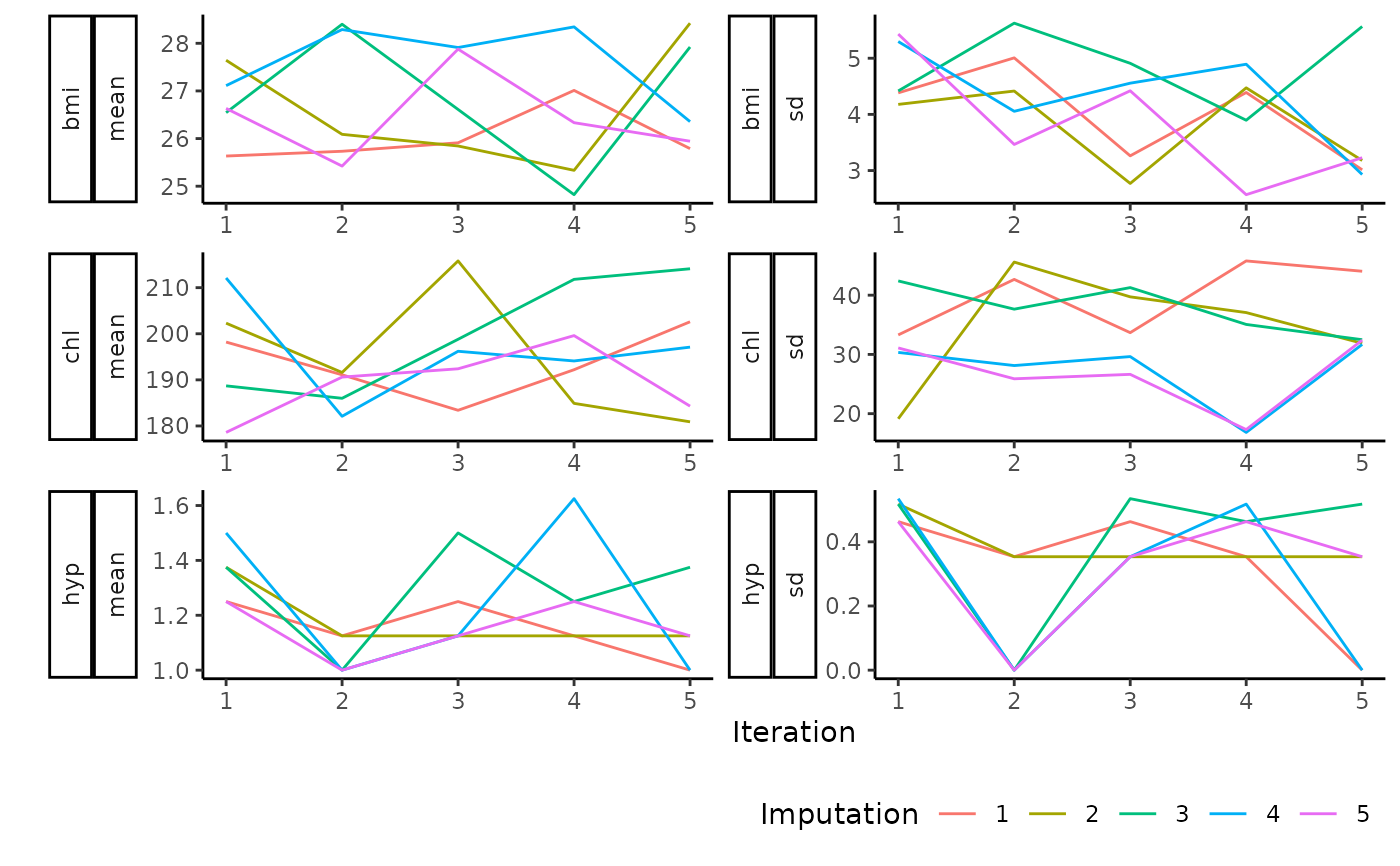 bmi mean 28 27 26 25
1 2 3 4 5
bmi sd 5 4 3
1 2 3 4 5
chl mean 210 200 190 180
1 2 3 4 5
chl sd 40 30 20
1 2 3 4 5
hyp mean 1.6 1.4 1.2 1.0
1 2 3 4 5
hyp sd 0.4 0.2 0.0
1 2 3 4 5
Iteration
Imputation 1 2 3 4 5